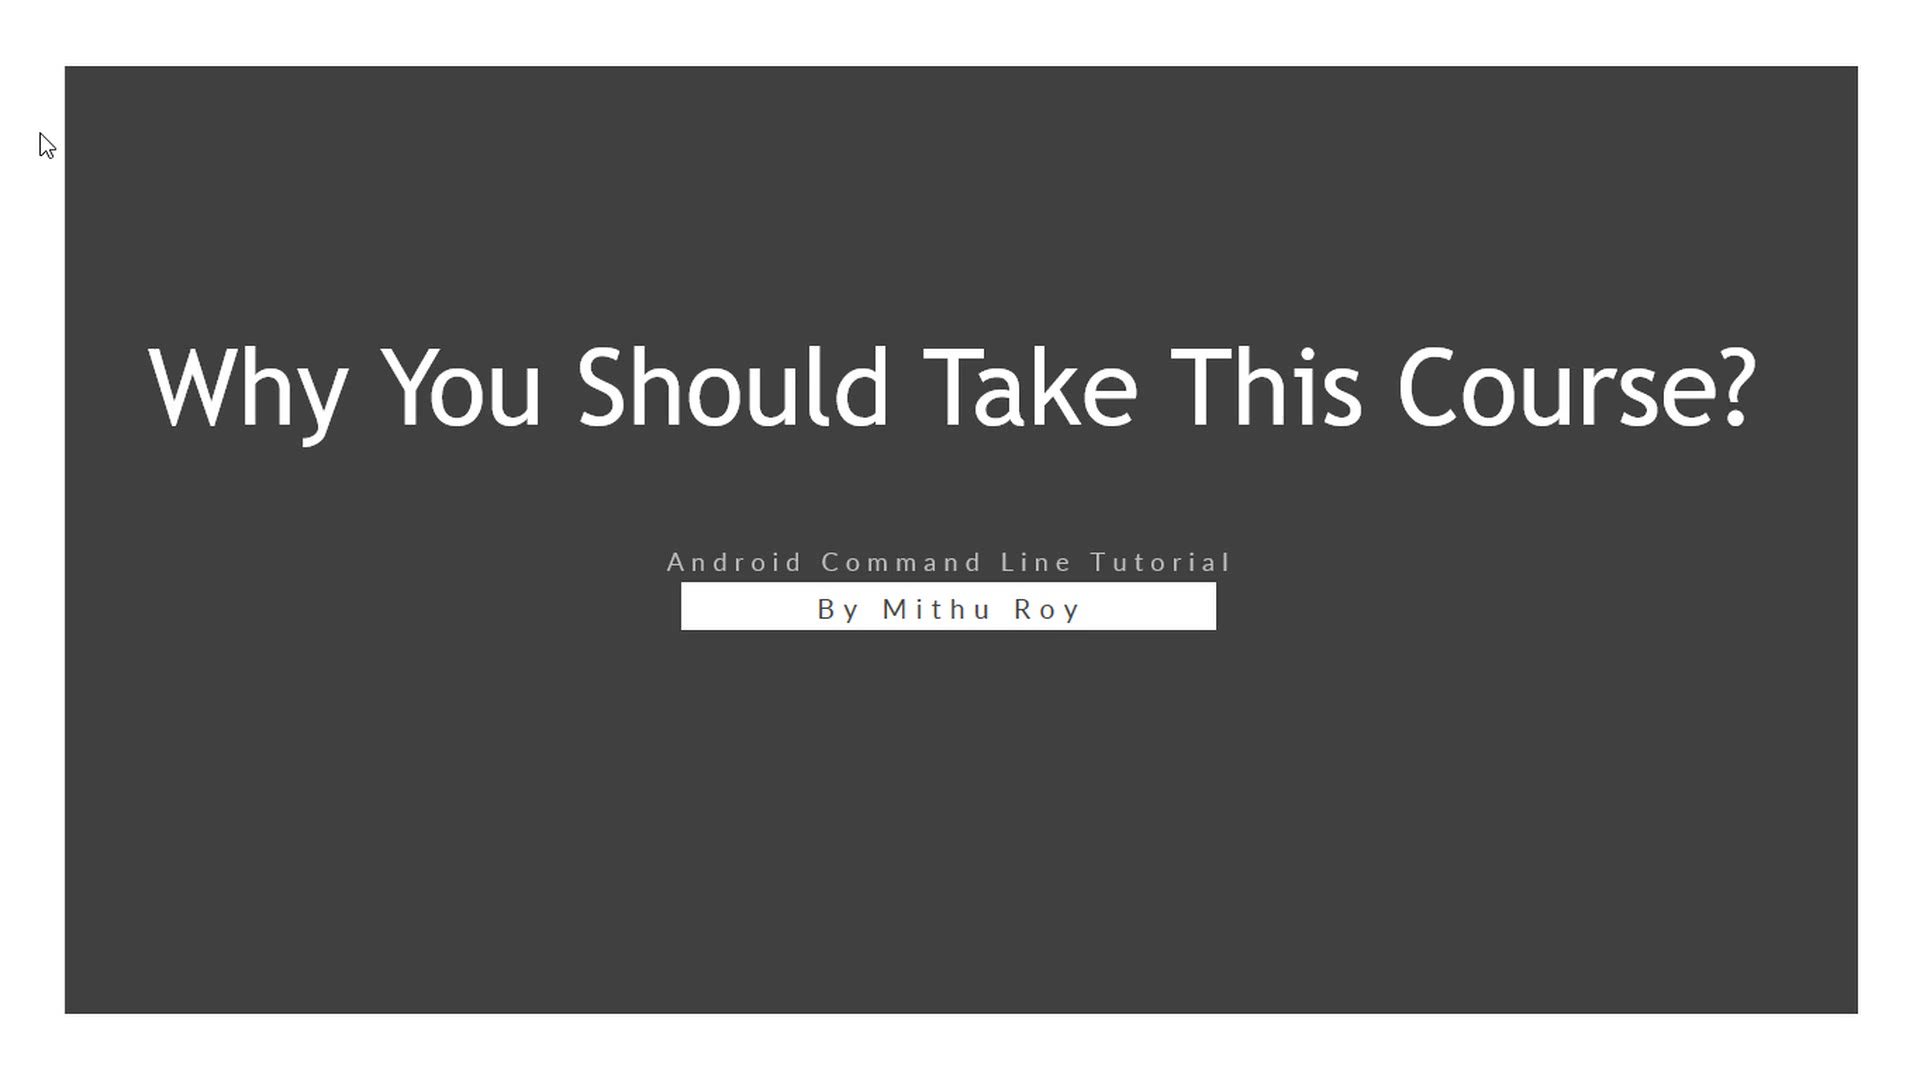 Why You Should Take This Course?
Android Command Line Tutorial
By Mithu Roy